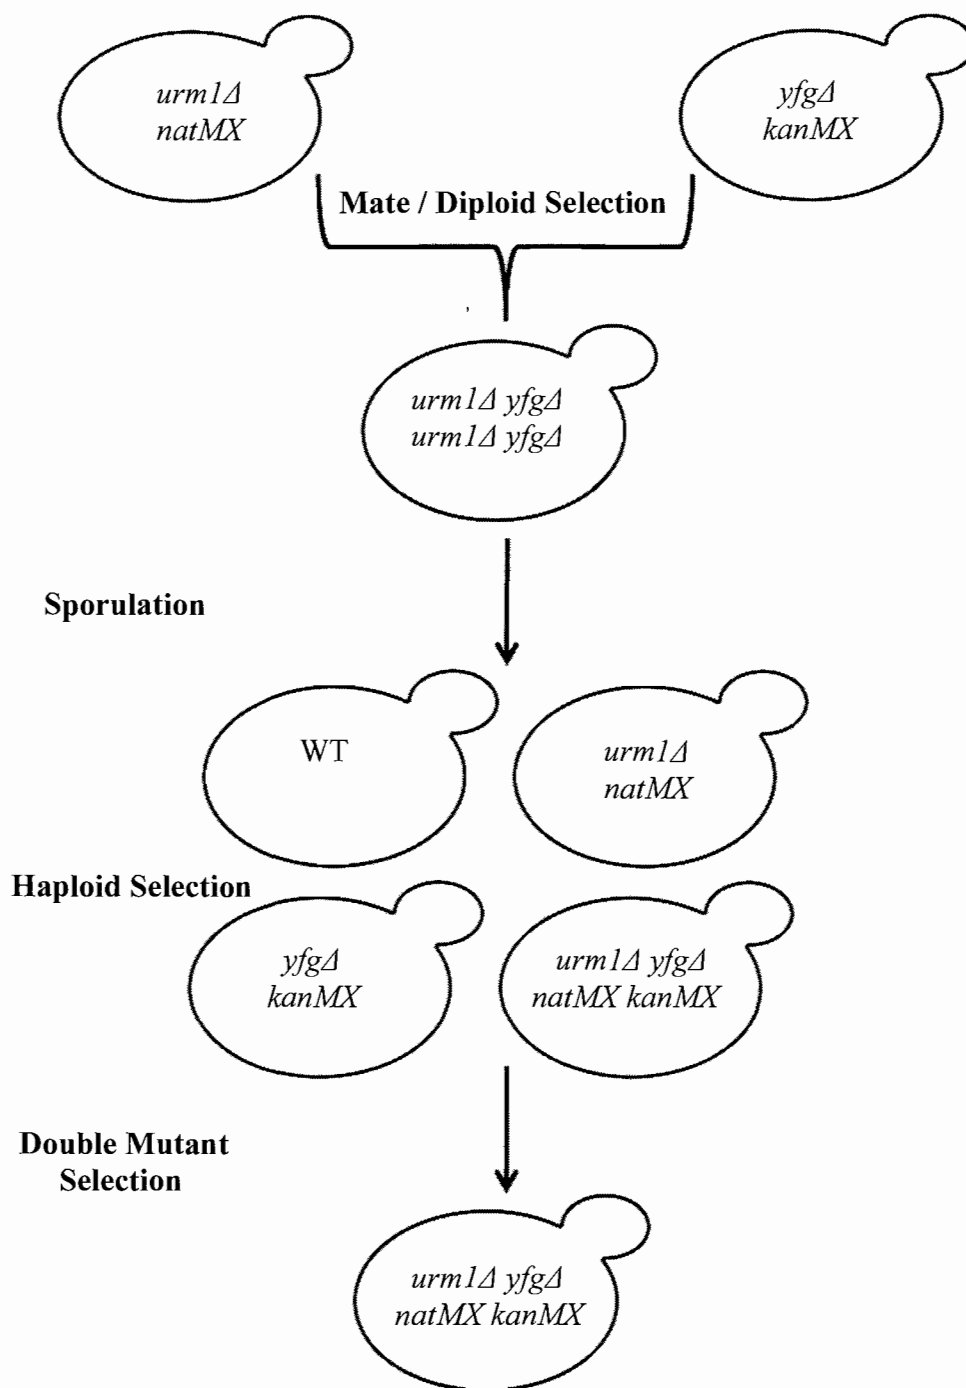 urm1Δ
natMX
yfgΔ
kanMX
Mate / Diploid Selection
urm1Δ yfgΔ
urm1Δ yfgΔ
Sporulation
WT
urm1Δ
natMX
Haploid Selection
yfgΔ
kanMX
urm1Δ yfgΔ
natMX kanMX
Double Mutant
Selection
urm1Δ yfgΔ
natMX kanMX